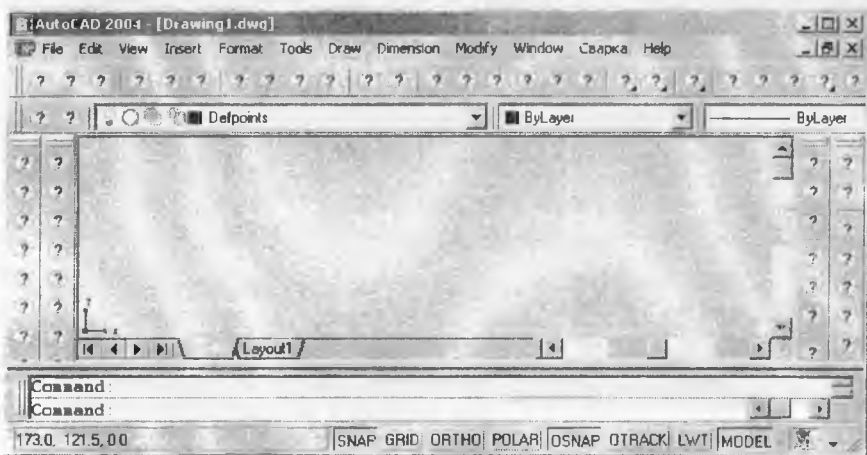 AutoCAD 2004 - [Drawing1.dwg]
File Edit View Insert Format Tools Draw Dimension Modify Window Сварка Help
? ? ? ? ? ? ? ? ? ? ? ? ? ? ? ? ? ? ? ? ? ? ? ? ?
? ? Defpoints ByLayer ByLayer
Layout1
Command:
Command:
173.0, 121.5, 0.0 SNAP GRID ORTHO POLAR OSNAP OTRACK LWT MODEL